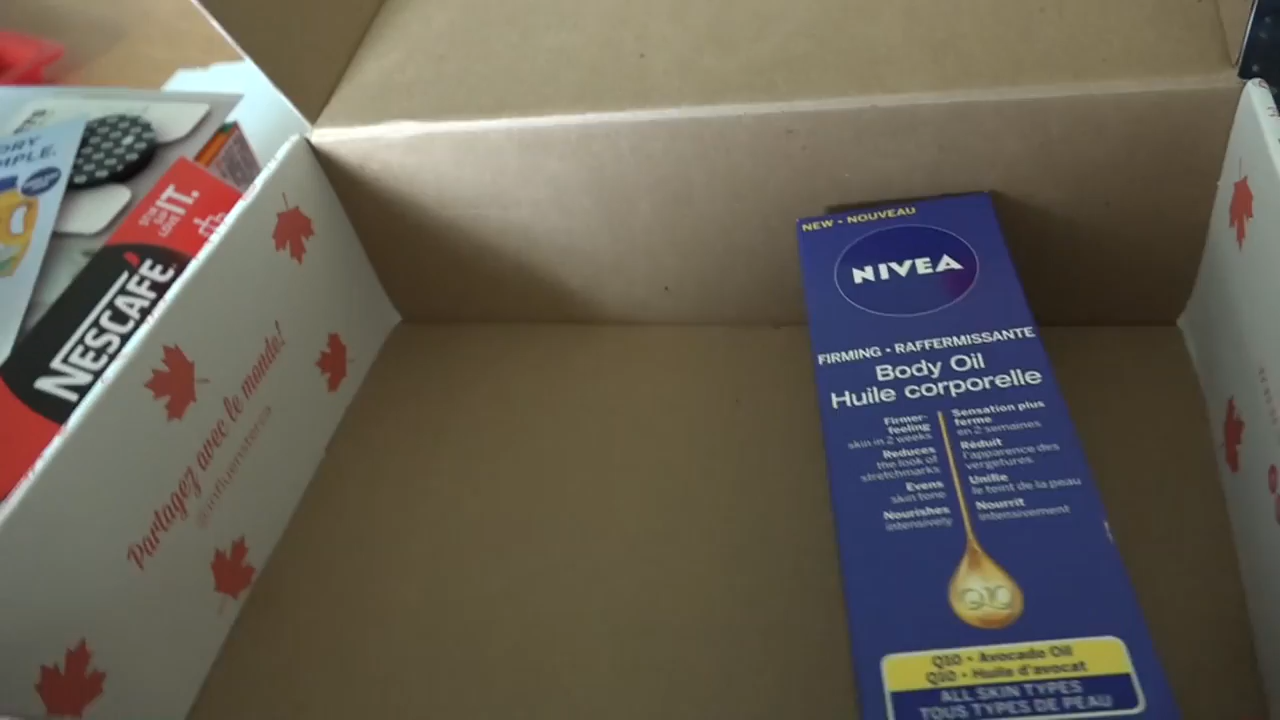 STIR
LOVE
IT.
NESCAFÉ
Partagez avec le monde!
@influenster
NEW • NOUVEAU
NIVEA
FIRMING • RAFFERMISSANTE
Body Oil
Huile corporelle
Firmer-
feeling
skin in 2 weeks
Reduces
the look of
stretchmarks
Evens
skin tone
Nourishes
intensively
Sensation plus
ferme
en 2 semaines
Réduit
l'apparence des
vergetures
Unifie
le teint de la peau
Nourrit
intensivement
Q10
Q10 • Avocado Oil
Q10 • Huile d'avocat
ALL SKIN TYPES
TOUS TYPES DE PEAU